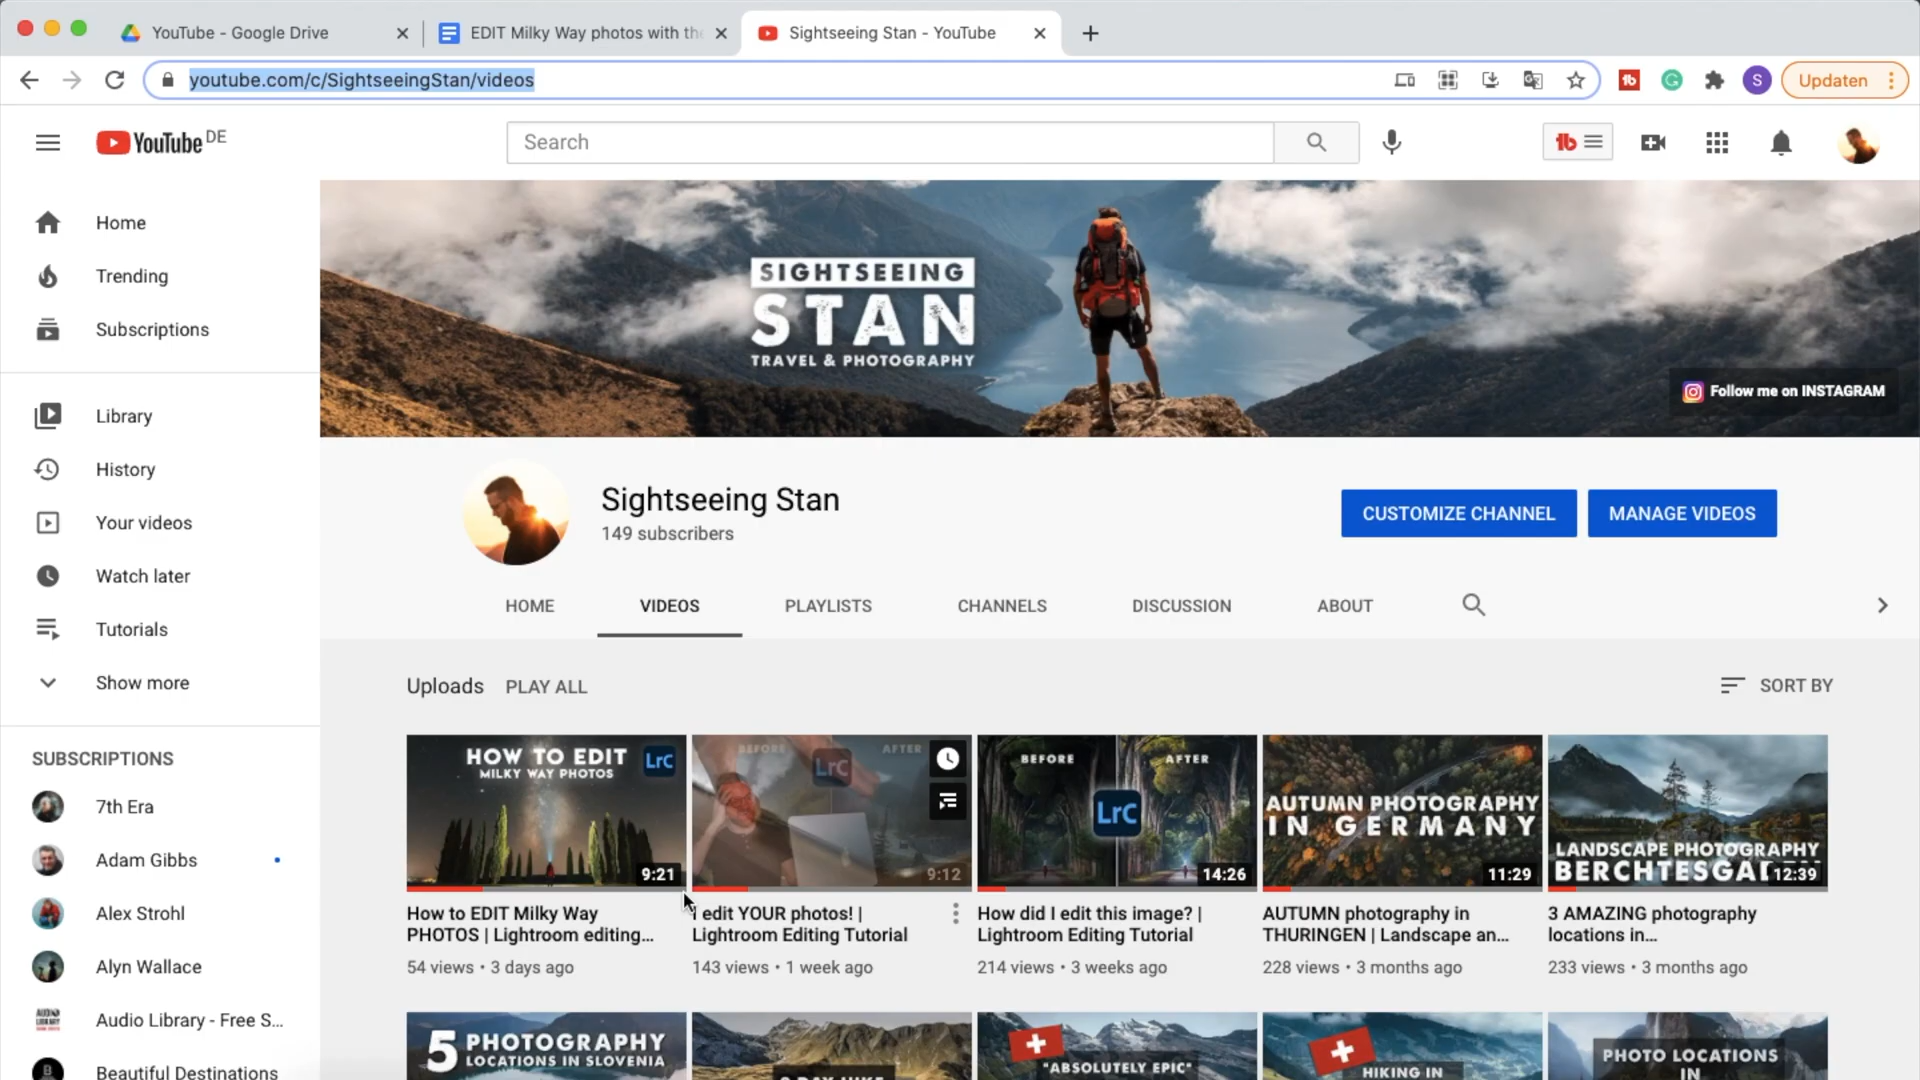 YouTube - Google Drive
EDIT Milky Way photos with the
Sightseeing Stan - YouTube
youtube.com/c/SightseeingStan/videos
S
Updaten
YouTube DE
Search
Home
Trending
Subscriptions
Library
History
Your videos
Watch later
Tutorials
Show more
SUBSCRIPTIONS
7th Era
Adam Gibbs
Alex Strohl
Alyn Wallace
Audio Library - Free S...
Beautiful Destinations
SIGHTSEEING
STAN
TRAVEL & PHOTOGRAPHY
Follow me on INSTAGRAM
Sightseeing Stan
149 subscribers
CUSTOMIZE CHANNEL
MANAGE VIDEOS
HOME
VIDEOS
PLAYLISTS
CHANNELS
DISCUSSION
ABOUT
Uploads
PLAY ALL
SORT BY
HOW TO EDIT
MILKY WAY PHOTOS
LrC
9:21
How to EDIT Milky Way
PHOTOS | Lightroom editing...
54 views • 3 days ago
BEFORE
AFTER
LrC
9:12
I edit YOUR photos! |
Lightroom Editing Tutorial
143 views • 1 week ago
BEFORE
AFTER
LrC
14:26
How did I edit this image? |
Lightroom Editing Tutorial
214 views • 3 weeks ago
AUTUMN PHOTOGRAPHY
IN GERMANY
11:29
AUTUMN photography in
THURINGEN | Landscape an...
228 views • 3 months ago
LANDSCAPE PHOTOGRAPHY
BERCHTESGA
12:39
3 AMAZING photography
locations in...
233 views • 3 months ago
5 PHOTOGRAPHY
LOCATIONS IN SLOVENIA
"ABSOLUTELY EPIC"
HIKING IN
PHOTO LOCATIONS
IN